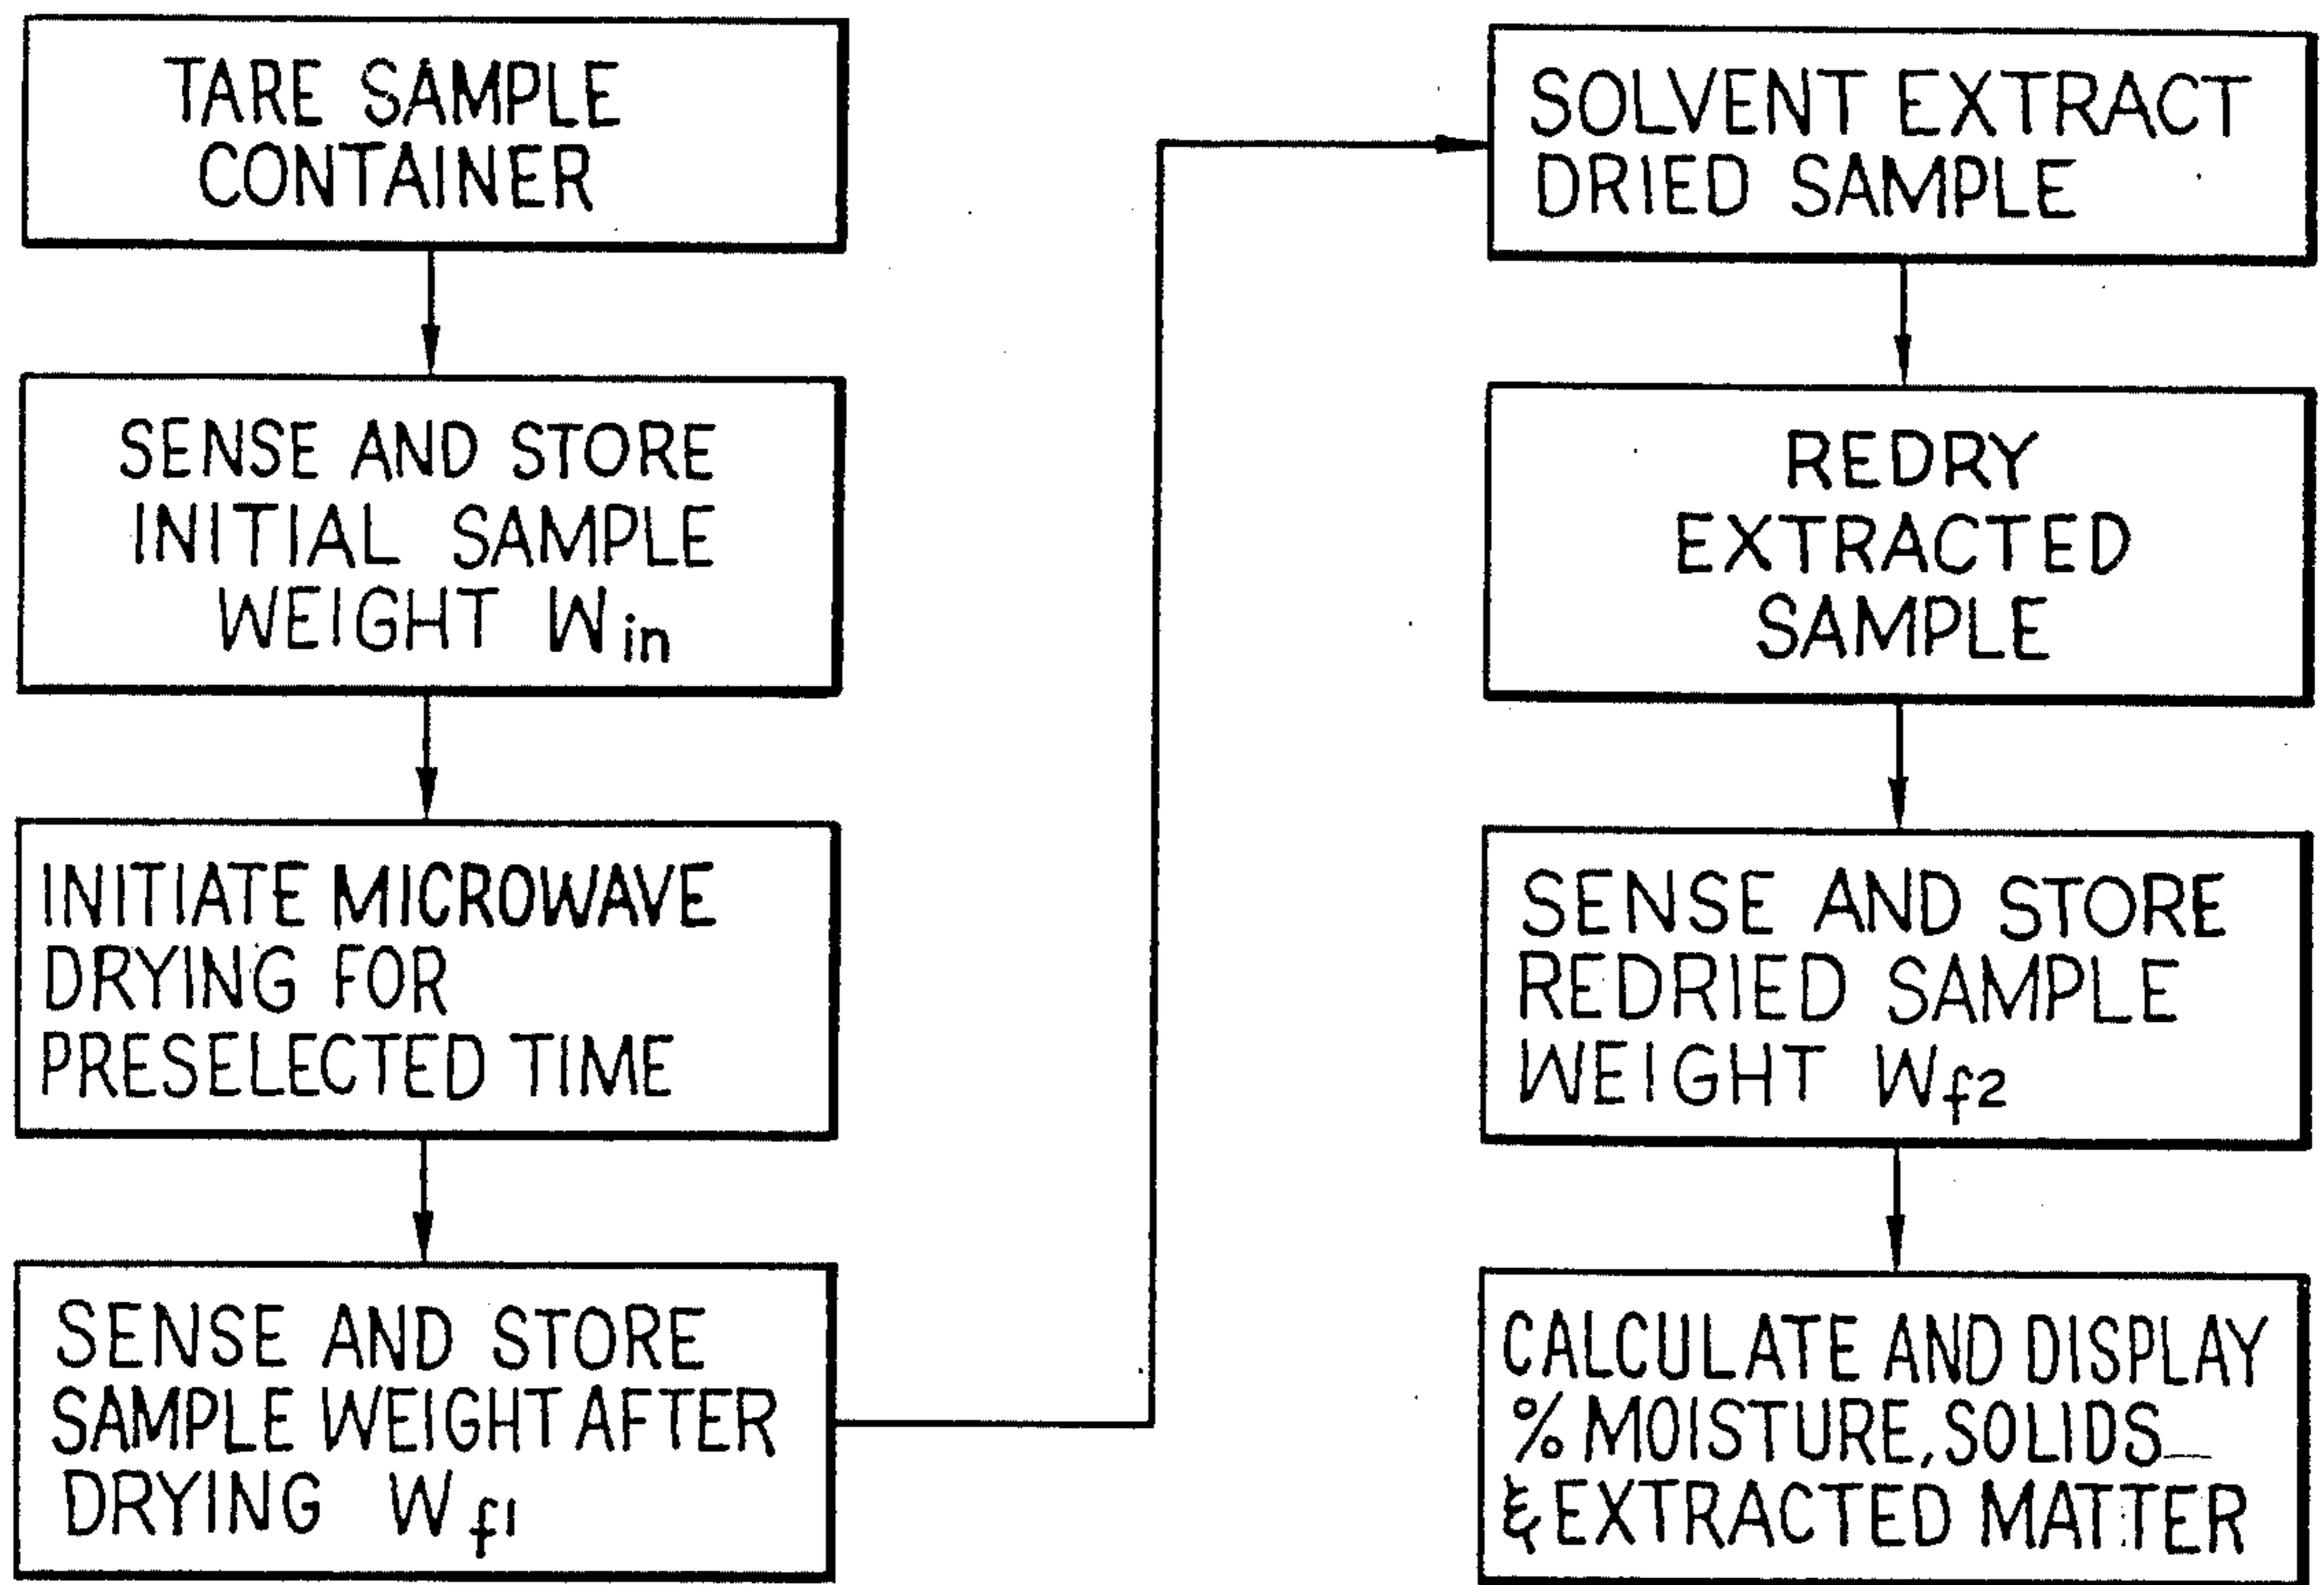 TARE SAMPLE
CONTAINER
SENSE AND STORE
INITIAL SAMPLE
WEIGHT Win
INITIATE MICROWAVE
DRYING FOR
PRESELECTED TIME
SENSE AND STORE
SAMPLE WEIGHT AFTER
DRYING Wf1
SOLVENT EXTRACT
DRIED SAMPLE
REDRY
EXTRACTED
SAMPLE
SENSE AND STORE
REDRIED SAMPLE
WEIGHT Wf2
CALCULATE AND DISPLAY
% MOISTURE, SOLIDS
& EXTRACTED MATTER